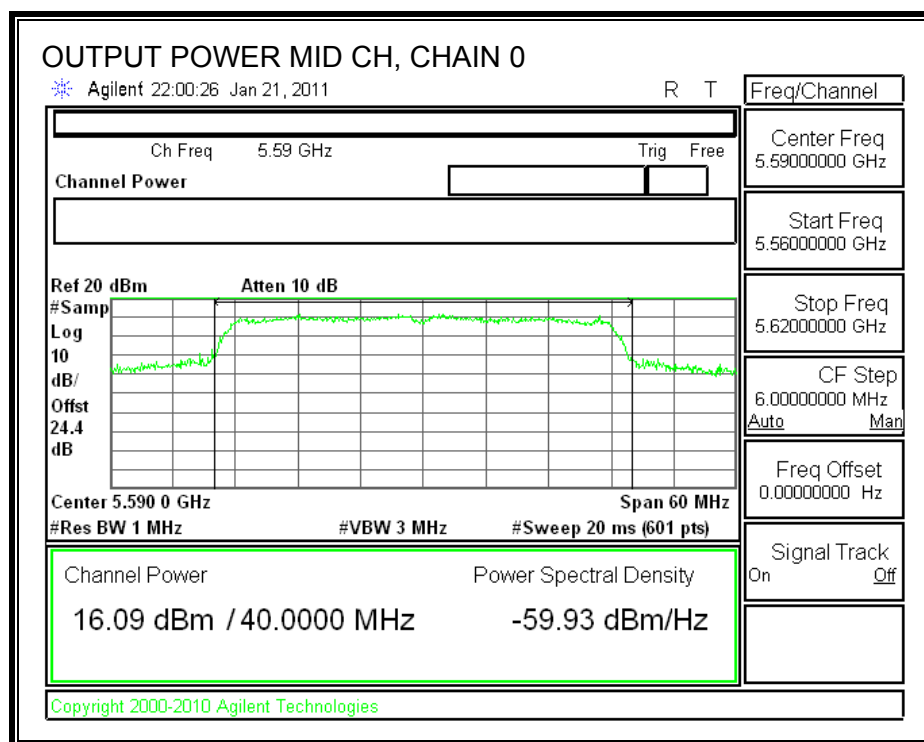 OUTPUT POWER MID CH, CHAIN 0
Agilent 22:00:26 Jan 21, 2011 R T
Freq/Channel
Ch Freq 5.59 GHz Trig Free
Channel Power
Center Freq
5.59000000 GHz
Start Freq
5.56000000 GHz
Stop Freq
5.62000000 GHz
CF Step
6.00000000 MHz
Auto Man
Freq Offset
0.00000000 Hz
Signal Track
On Off
Ref 20 dBm Atten 10 dB
#Samp
Log
10
dB/
Offst
24.4
dB
Center 5.590 0 GHz Span 60 MHz
#Res BW 1 MHz #VBW 3 MHz #Sweep 20 ms (601 pts)
Channel Power Power Spectral Density
16.09 dBm / 40.0000 MHz -59.93 dBm/Hz
Copyright 2000-2010 Agilent Technologies